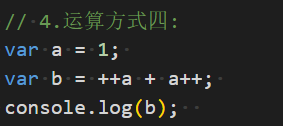 // 4.运算方式四:
var a = 1;
var b = ++a + a++;
console.log(b);